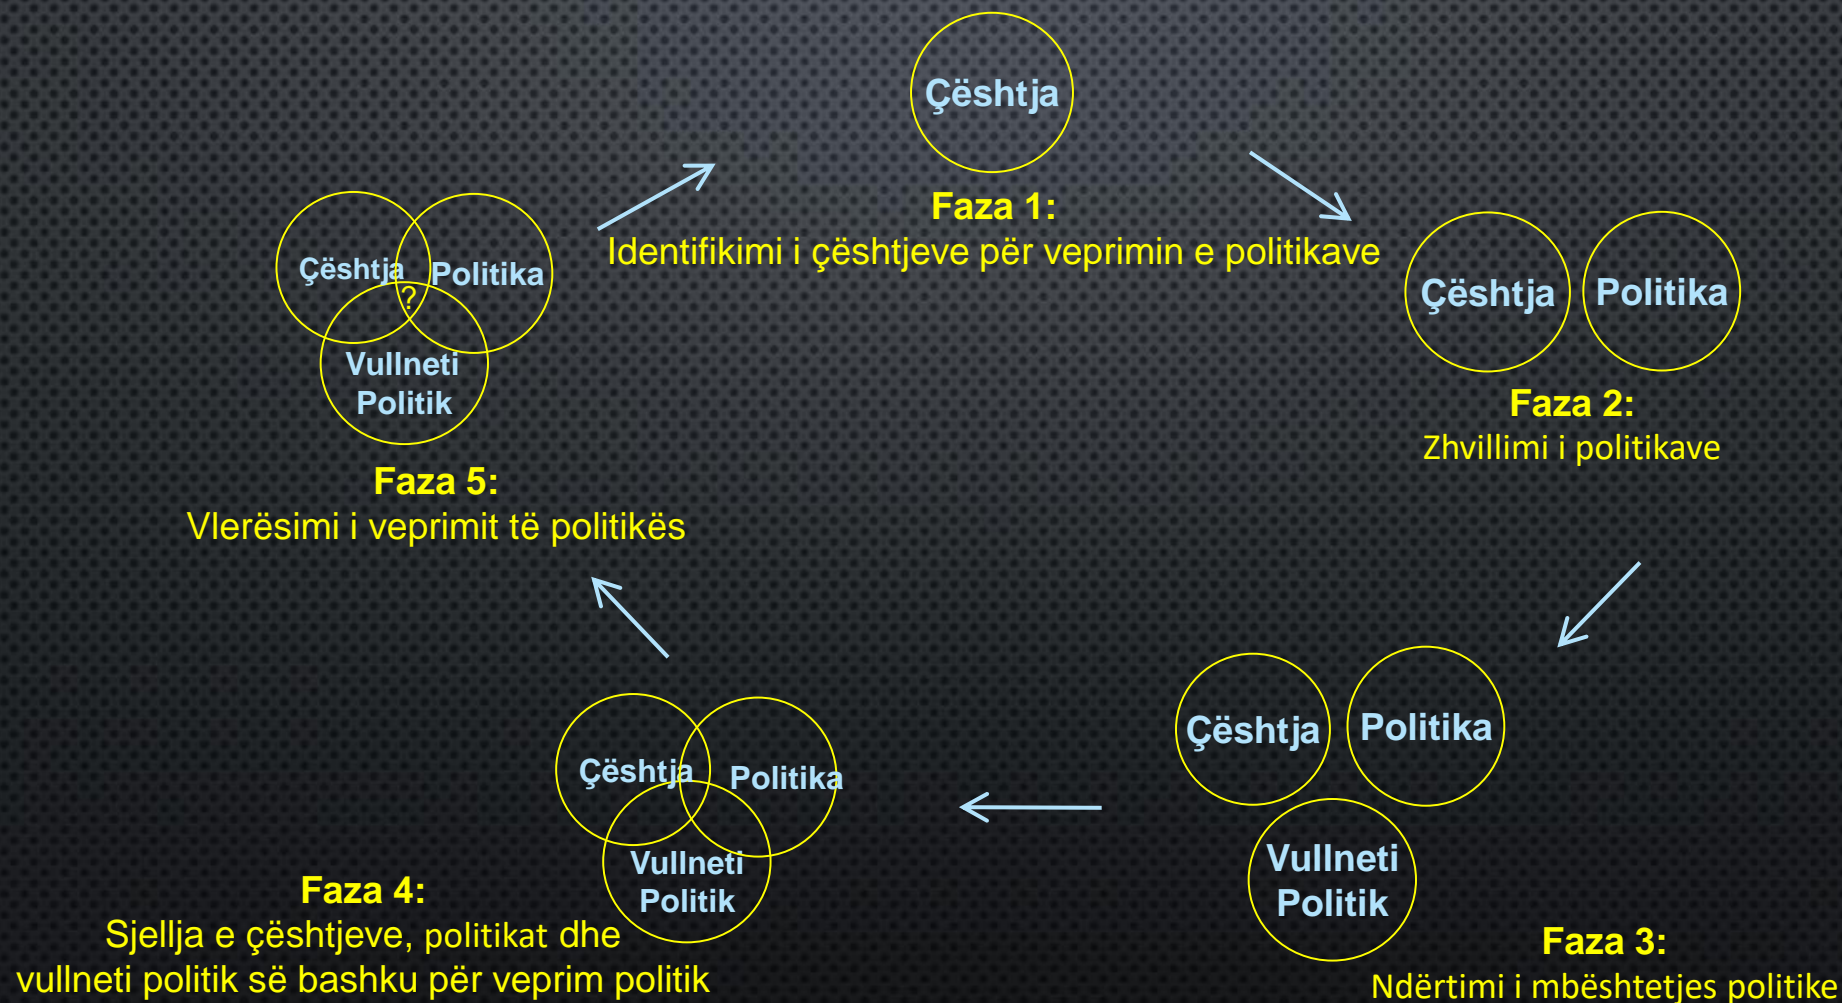 Çështja
Faza 1:
Identifikimi i çështjeve për veprimin e politikave
Çështja
Politika
Faza 2:
Zhvillimi i politikave
Çështja
Politika
Vullneti
Politik
Faza 3:
Ndërtimi i mbështetjes politike
Çështja
Politika
Vullneti
Politik
Faza 4:
Sjellja e çështjeve, politikat dhe
vullneti politik së bashku për veprim politik
Çështja
Politika
?
Vullneti
Politik
Faza 5:
Vlerësimi i veprimit të politikës